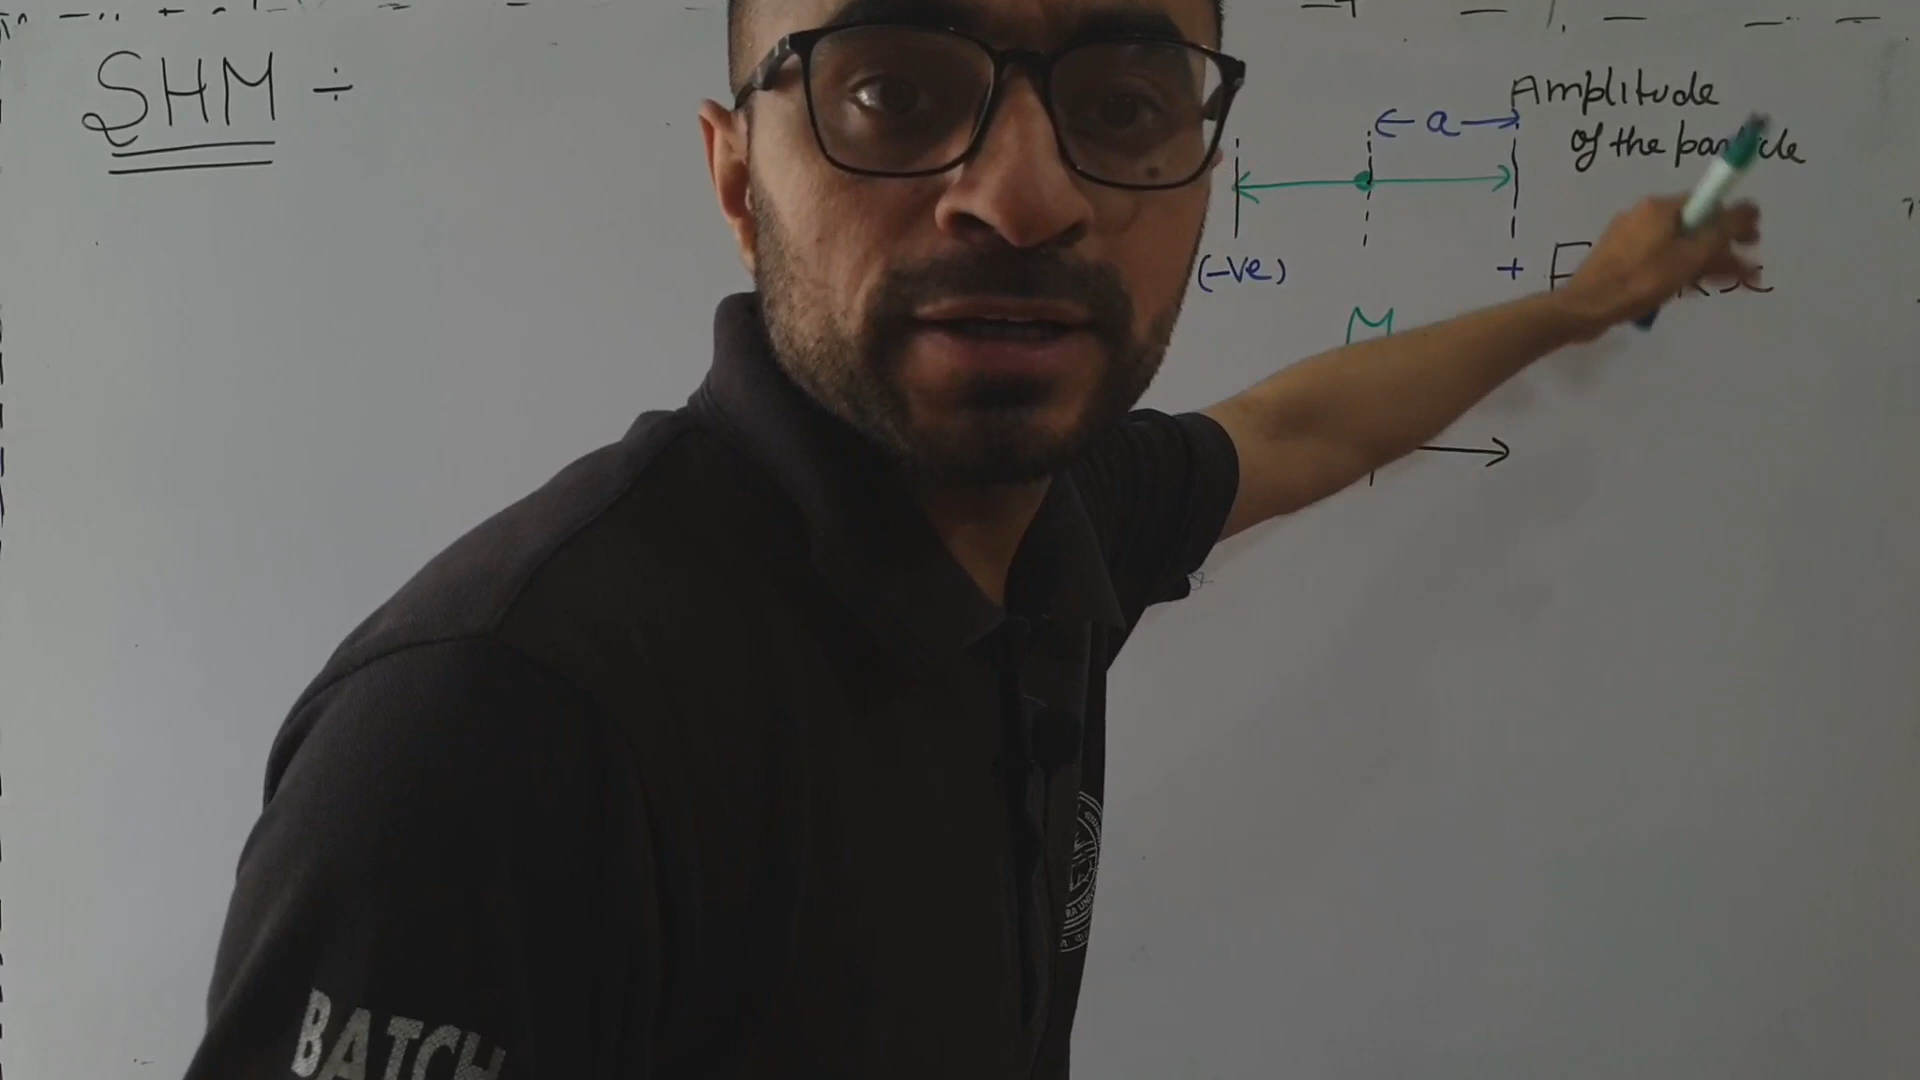 SHM ÷
← a → Amplitude
of the particle
(-ve) + F
M
BATCH